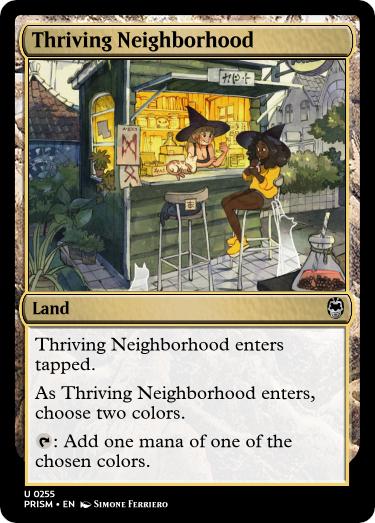 Thriving Neighborhood
Land
Thriving Neighborhood enters
tapped.
As Thriving Neighborhood enters,
choose two colors.
: Add one mana of one of the
chosen colors.
U 0255
PRISM • EN Simone Ferriero